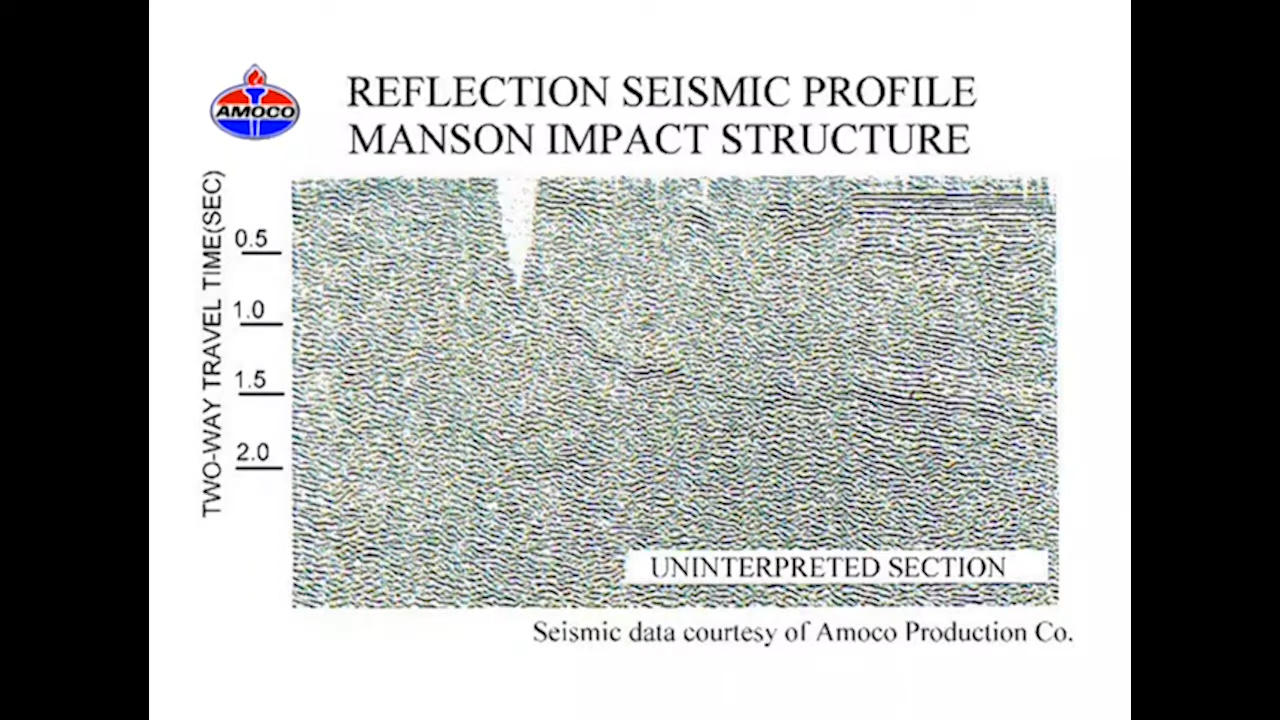 AMOCO
REFLECTION SEISMIC PROFILE
MANSON IMPACT STRUCTURE
TWO-WAY TRAVEL TIME(SEC)
0.5
1.0
1.5
2.0
UNINTERPRETED SECTION
Seismic data courtesy of Amoco Production Co.